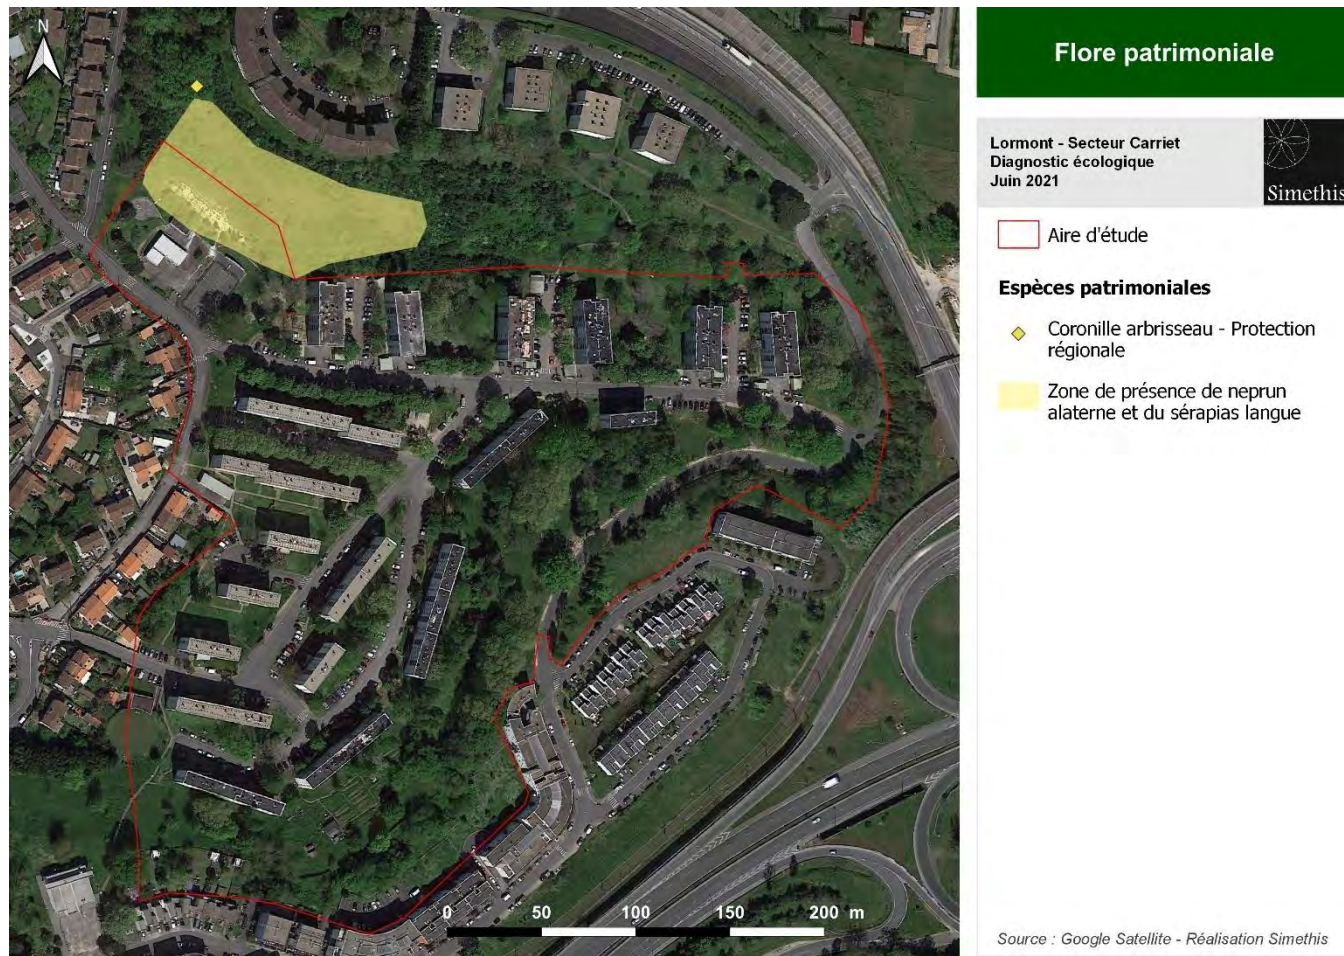 N
Flore patrimoniale
Lormont - Secteur Carriet
Diagnostic écologique
Juin 2021
Simethis
Aire d'étude
Espèces patrimoniales
Coronille arbrisseau - Protection
régionale
Zone de présence de neprun
alaterne et du sérapias langue
0 50 100 150 200 m
Source : Google Satellite - Réalisation Simethis